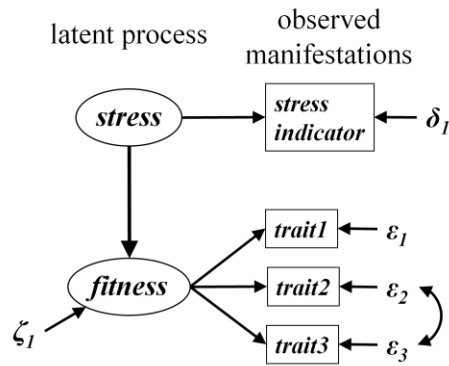 latent process
observed
manifestations
stress
stress
indicator
δ1
fitness
trait1
ε1
trait2
ε2
trait3
ε3
ζ1